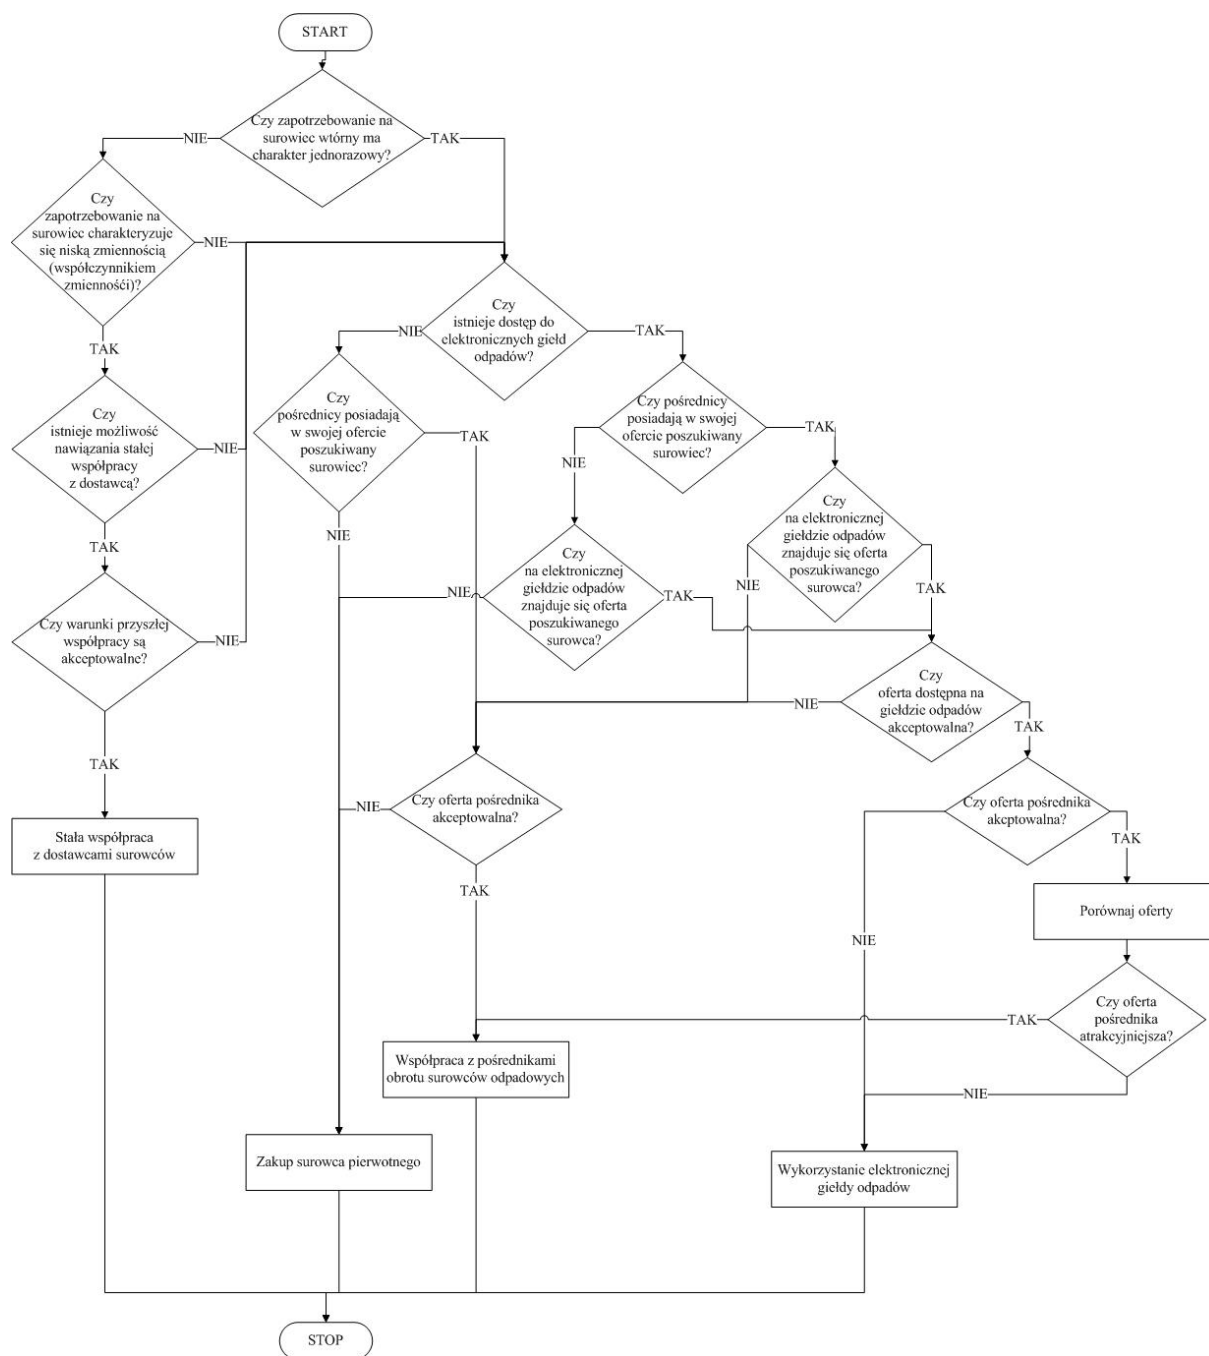 START
Czy zapotrzebowanie na
surowiec wtórny ma
charakter jednorazowy?
NIE
TAK
Czy
zapotrzebowanie na
surowiec charakteryzuje
się niską zmiennością
(współczynnikiem
zmiennośći)?
NIE
TAK
Czy
istnieje dostęp do
elektronicznych giełd
odpadów?
NIE
TAK
Czy
istnieje możliwość
nawiązania stałej
współpracy
z dostawcą?
NIE
TAK
Czy
pośrednicy posiadają
w swojej ofercie
poszukiwany
surowiec?
TAK
NIE
Czy pośrednicy
posiadają w swojej
ofercie poszukiwany
surowiec?
TAK
NIE
Czy
na elektronicznej
giełdzie odpadów
znajduje się oferta
poszukiwanego
surowca?
NIE
TAK
Czy
na elektronicznej
giełdzie odpadów
znajduje się oferta
poszukiwanego
surowca?
NIE
TAK
Czy warunki przyszłej
współpracy są
akceptowalne?
NIE
TAK
Czy
oferta dostępna na
giełdzie odpadów
akceptowalna?
NIE
TAK
Czy oferta pośrednika
akceptowalna?
NIE
TAK
Czy oferta pośrednika
akcptowalna?
TAK
NIE
Stała współpraca
z dostawcami surowców
Porównaj oferty
Czy oferta
pośrednika
atrakcyjniejsza?
TAK
NIE
Współpraca z pośrednikami
obrotu surowców odpadowych
Zakup surowca pierwotnego
Wykorzystanie elektronicznej
giełdy odpadów
STOP